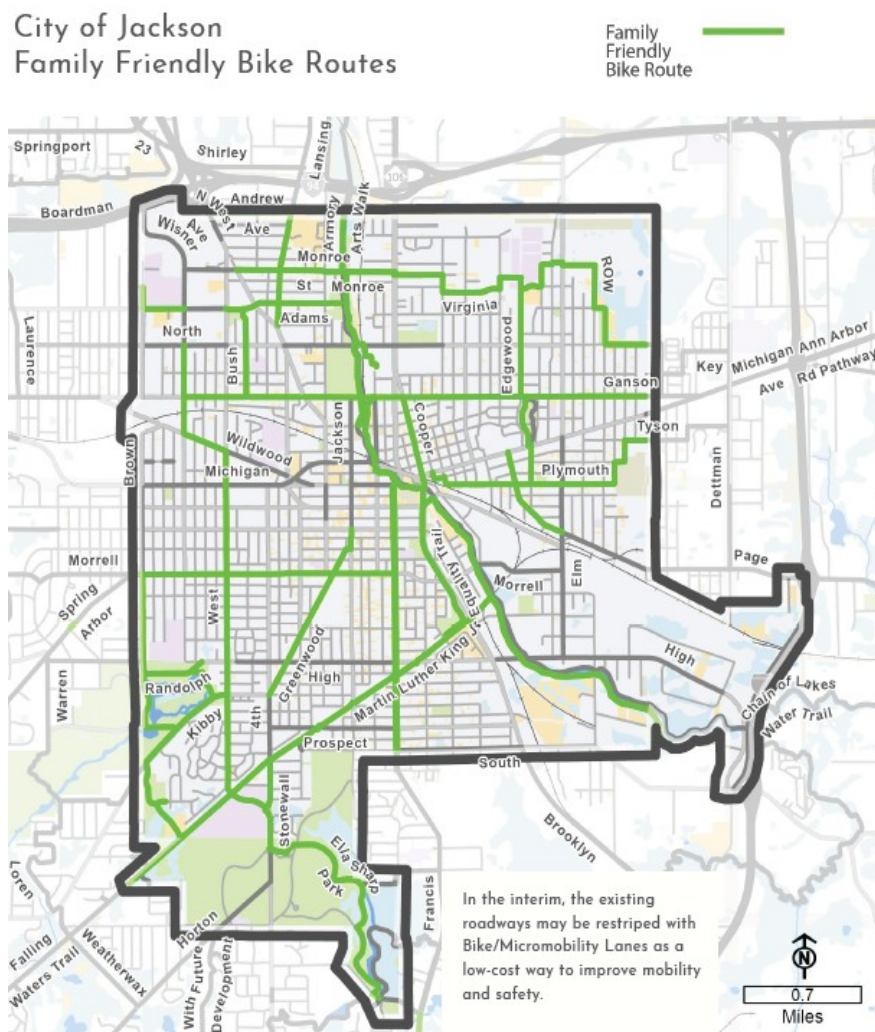 City of Jackson
Family Friendly Bike Routes
Family
Friendly
Bike Route
Springport
23
Shirley
Lansing
94
106
Boardman
N West
Andrew
Ave
Ave
Wisner
Armory
Arts Walk
Monroe
St
Monroe
ROW
Virginia
Adams
North
Laurence
Bush
Edgewood
Key
Michigan
Ave
Ann Arbor
Rd Pathway
Ganson
Cooper
Jackson
Tyson
Wildwood
Michigan
Brown
Plymouth
Dettman
Morrell
Equality Trail
Page
Elm
Morrell
Spring
Arbor
West
MLK
Greenwood
High
High
Randolph
Warren
Martin Luther King Jr
Chain of Lakes
Water Trail
Kibby
4th
Prospect
South
Stonewall
Brooklyn
Ella Sharp
Park
Loren
Francis
Horton
Falling
Waters Trail
Weatherwax
With Future
Development
In the interim, the existing
roadways may be restriped with
Bike/Micromobility Lanes as a
low-cost way to improve mobility
and safety.
N
0.7
Miles